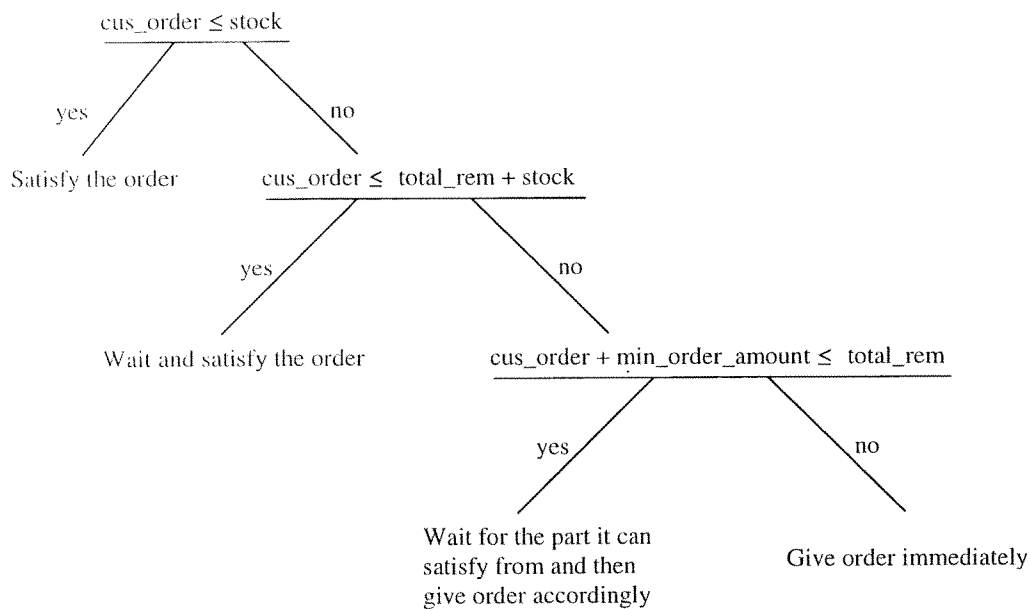 cus_order ≤ stock
yes
no
Satisfy the order
cus_order ≤ total_rem + stock
yes
no
Wait and satisfy the order
cus_order + min_order_amount ≤ total_rem
yes
no
Wait for the part it can
satisfy from and then
give order accordingly
Give order immediately